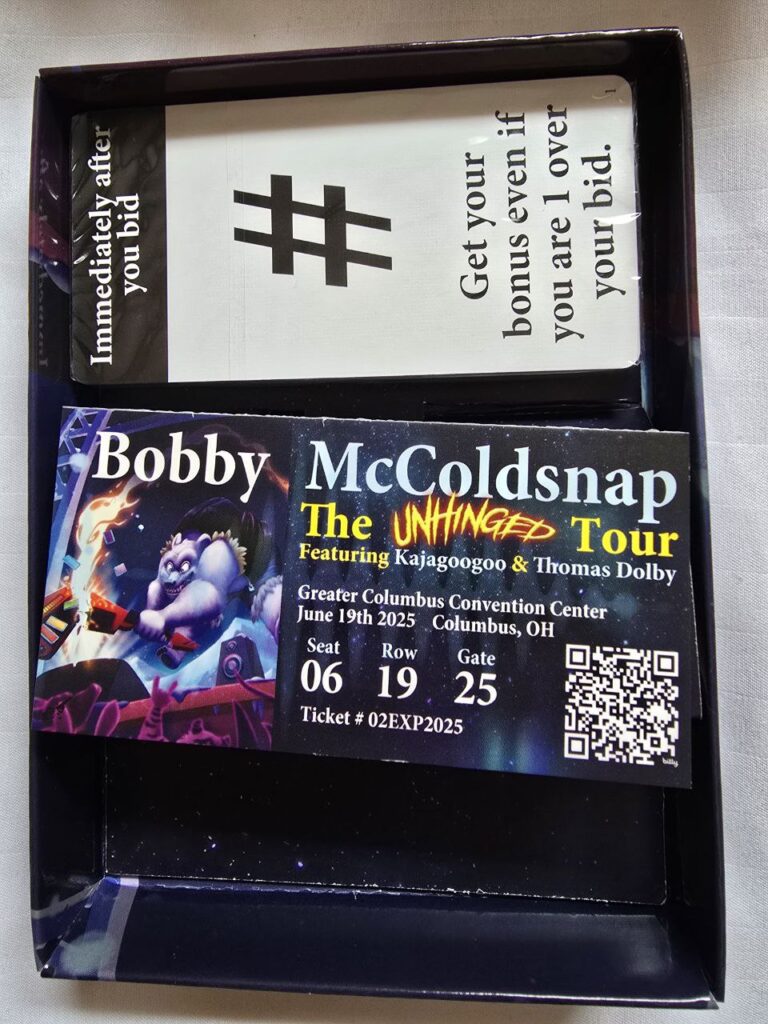 Immediately after
you bid
#
Get your
bonus even if
you are 1 over
your bid.
1
Bobby McColdsnap
The UNHINGED Tour
Featuring Kajagoogoo & Thomas Dolby
Greater Columbus Convention Center
June 19th 2025 Columbus, OH
Seat Row Gate
06 19 25
Ticket # 02EXP2025
bitly